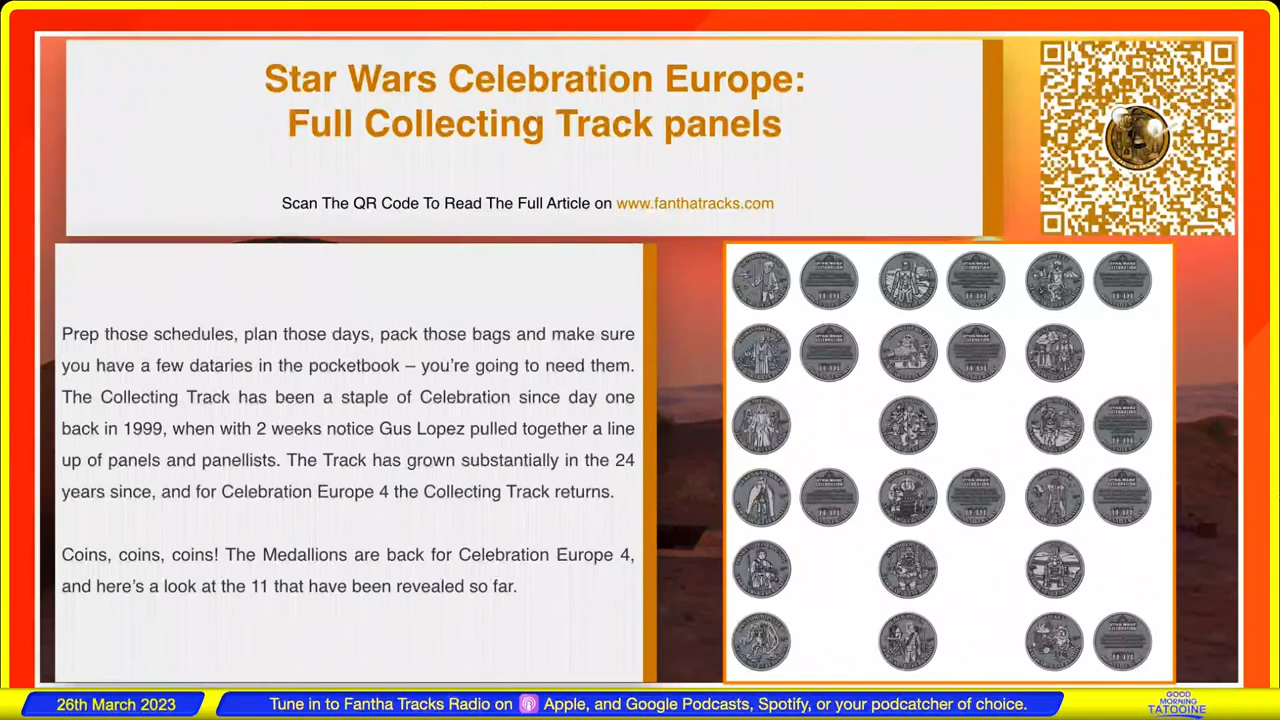 Star Wars Celebration Europe:
Full Collecting Track panels
Scan The QR Code To Read The Full Article on www.fanthatracks.com
Prep those schedules, plan those days, pack those bags and make sure
you have a few dataries in the pocketbook – you're going to need them.
The Collecting Track has been a staple of Celebration since day one
back in 1999, when with 2 weeks notice Gus Lopez pulled together a line
up of panels and panellists. The Track has grown substantially in the 24
years since, and for Celebration Europe 4 the Collecting Track returns.
Coins, coins, coins! The Medallions are back for Celebration Europe 4,
and here's a look at the 11 that have been revealed so far.
26th March 2023
Tune in to Fantha Tracks Radio on Apple, and Google Podcasts, Spotify, or your podcatcher of choice.
GOOD
MORNING
TATOOINE